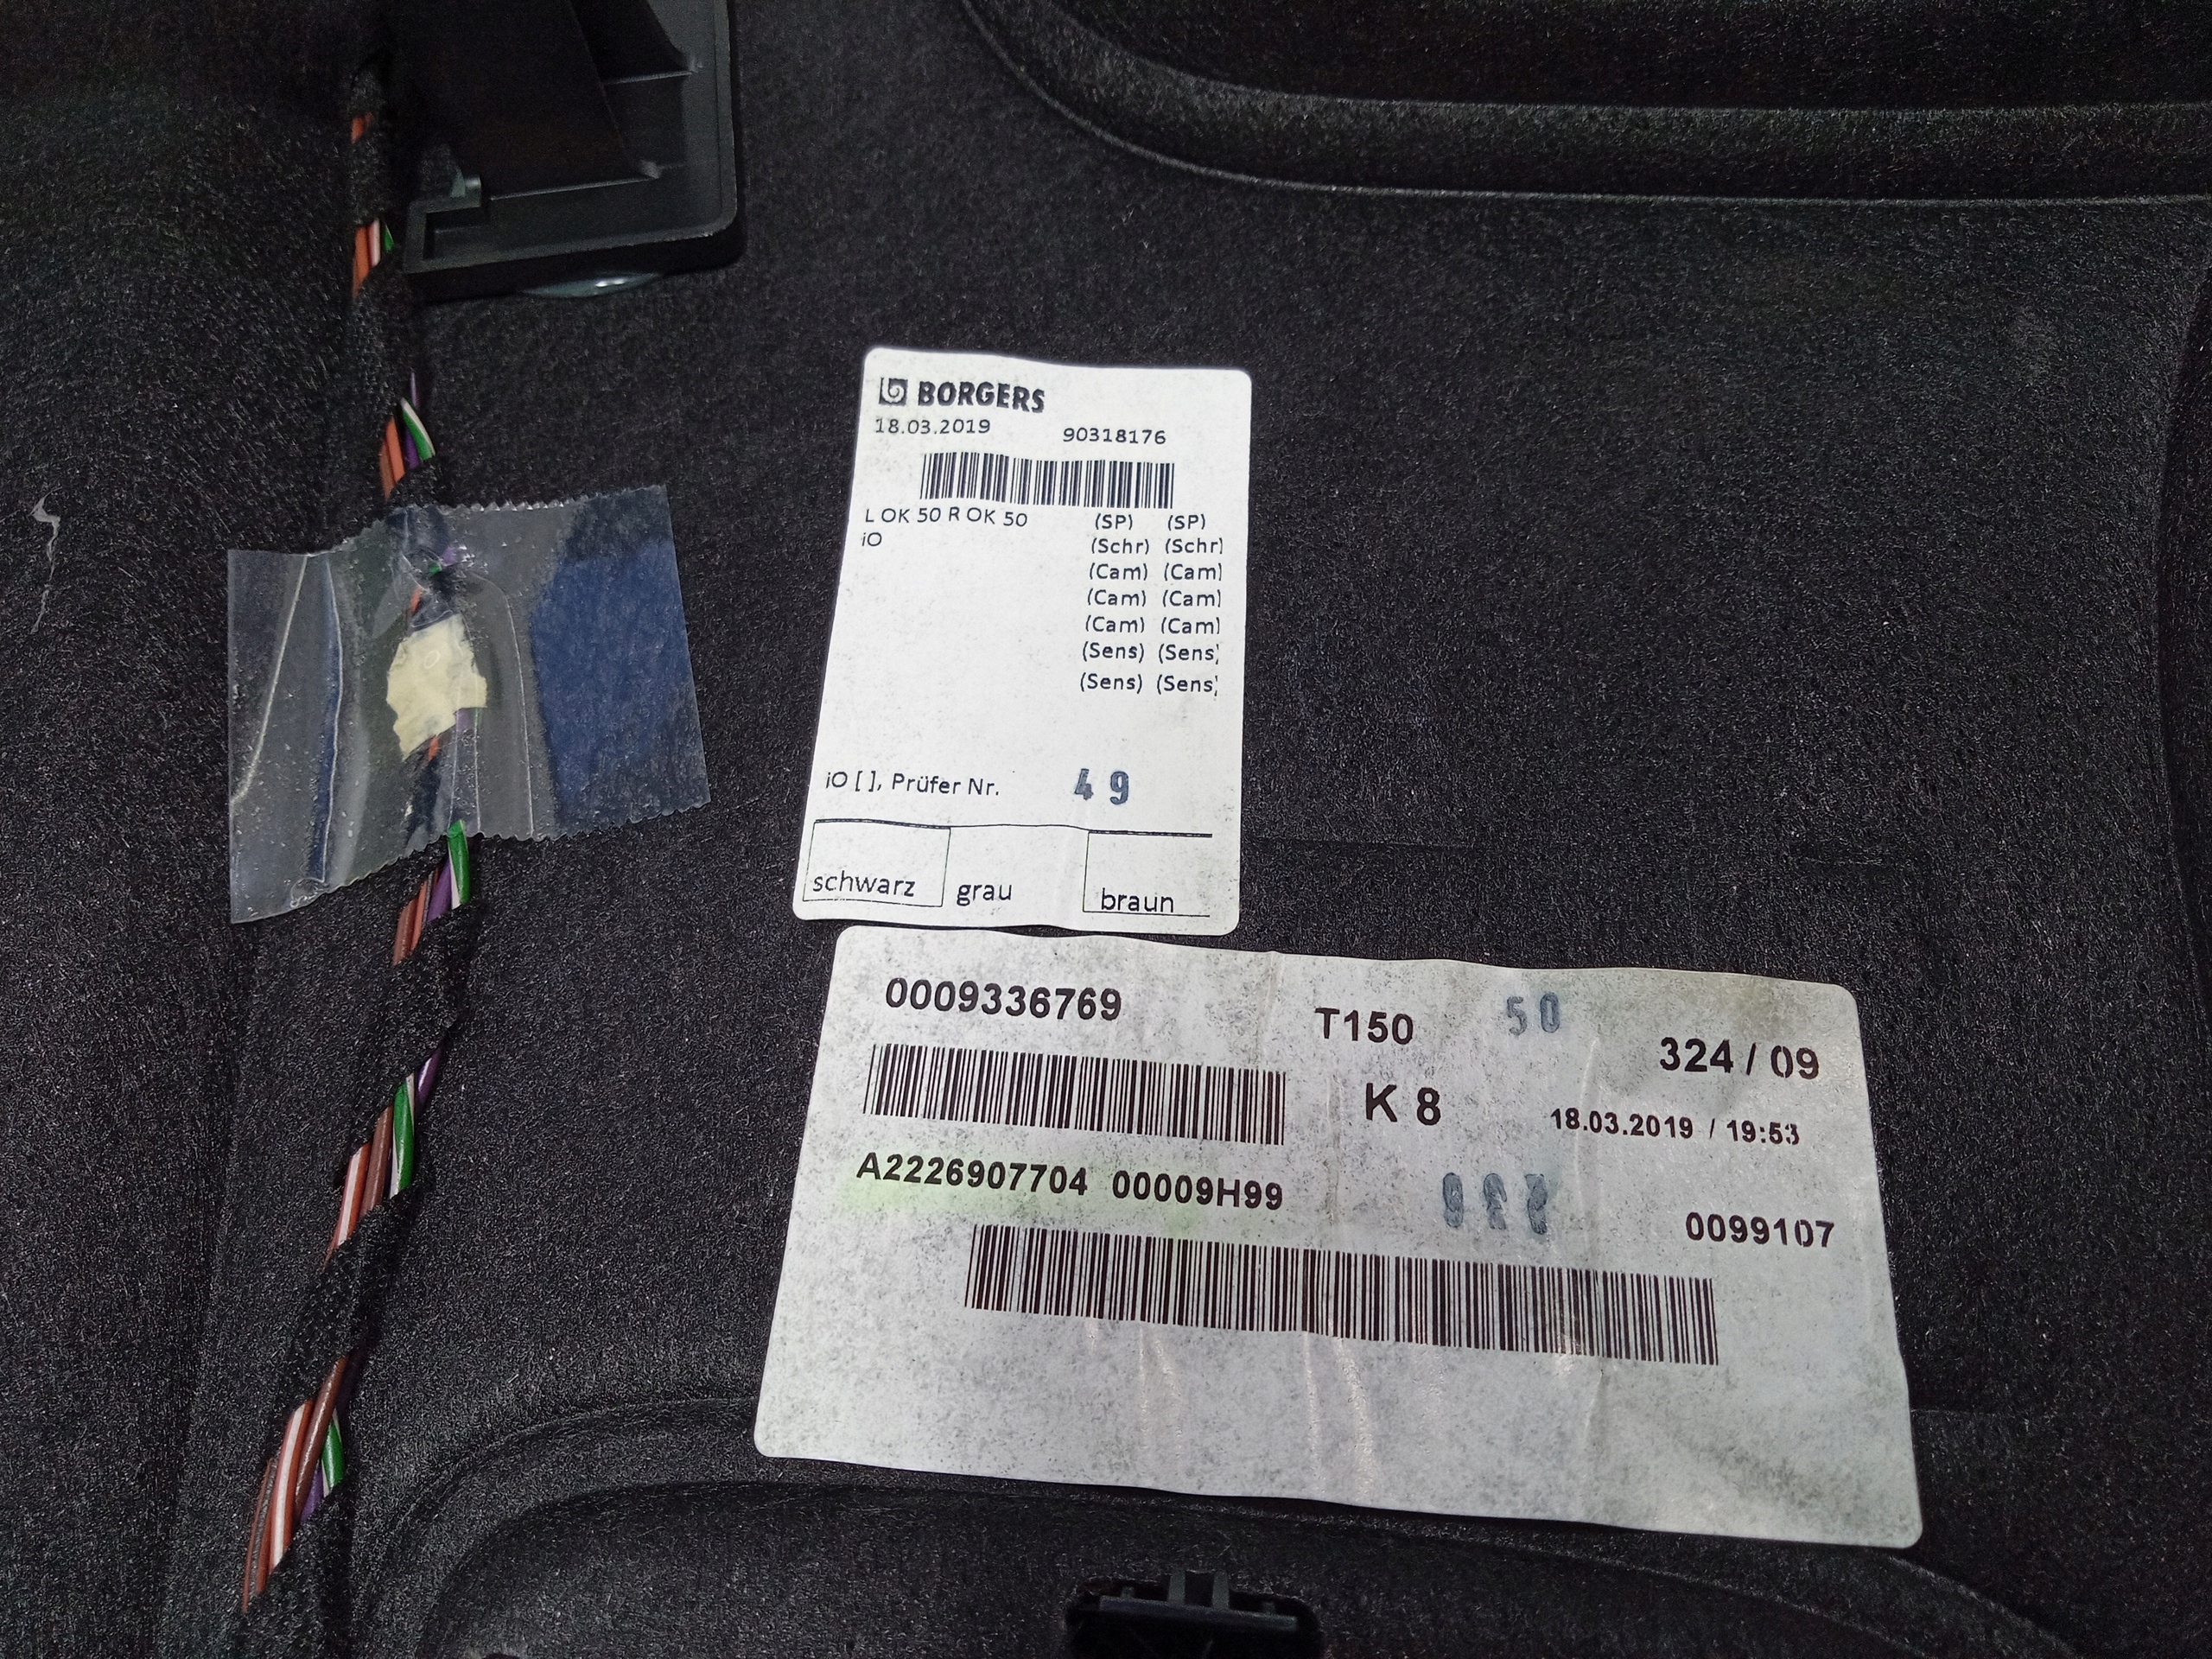 BORGERS
18.03.2019 90318176
L OK 50 R OK 50 (SP) (SP)
iO (Schr) (Schr)
(Cam) (Cam)
(Cam) (Cam)
(Cam) (Cam)
(Sens) (Sens)
(Sens) (Sens)
iO [ ], Prüfer Nr. 49
schwarz grau braun
0009336769 T150 50 324 / 09
K 8 18.03.2019 / 19:53
A2226907704 00009H99 0099107